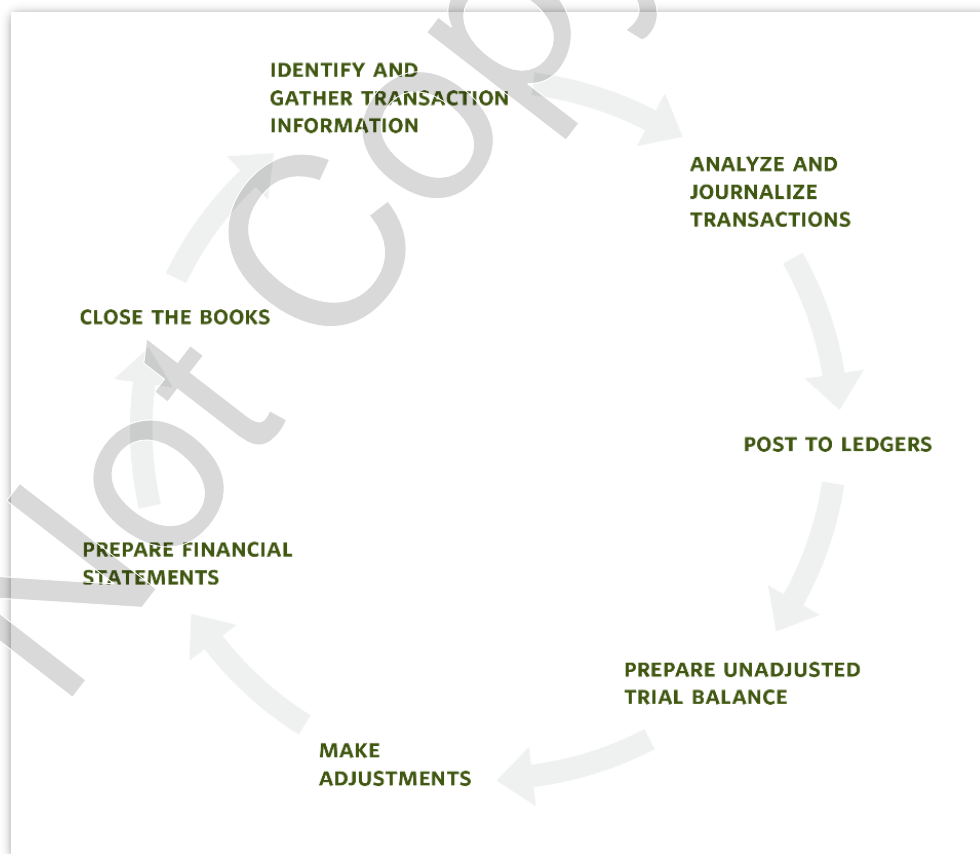 IDENTIFY AND
GATHER TRANSACTION
INFORMATION
ANALYZE AND
JOURNALIZE
TRANSACTIONS
POST TO LEDGERS
PREPARE UNADJUSTED
TRIAL BALANCE
MAKE
ADJUSTMENTS
PREPARE FINANCIAL
STATEMENTS
CLOSE THE BOOKS
Not Copy